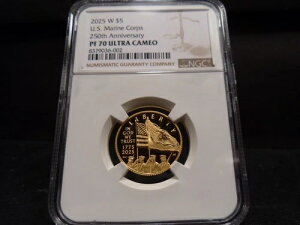 2025 W $5
U.S. Marine Corps
250th Anniversary
PF 70 ULTRA CAMEO
8379036-002
NUMISMATIC GUARANTY COMPANY
NGC
LIBERTY
IN
GOD
WE
TRUST
1775
2025